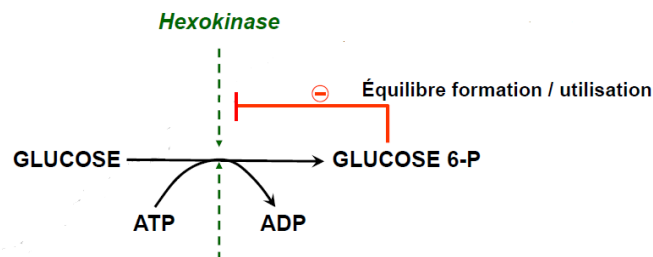 Hexokinase
Équilibre formation / utilisation
GLUCOSE GLUCOSE 6-P
ATP ADP